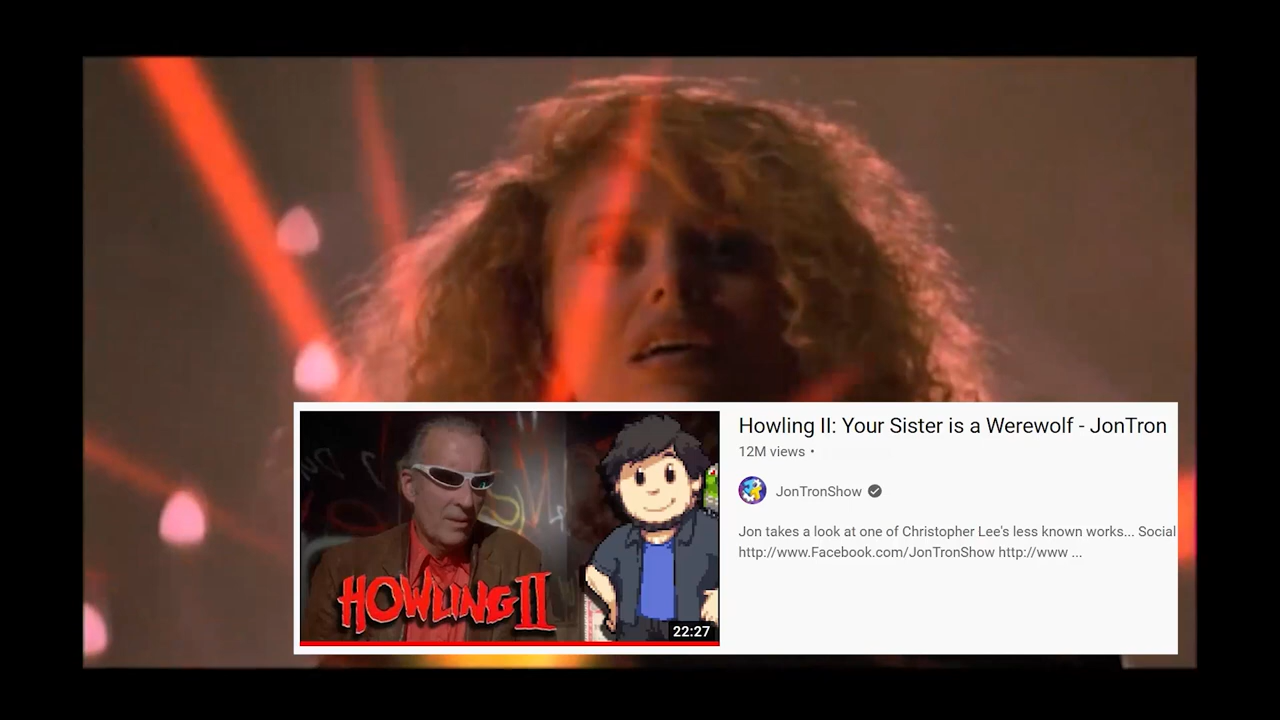 Howling II: Your Sister is a Werewolf - JonTron
12M views •
JonTronShow
Jon takes a look at one of Christopher Lee's less known works... Social
http://www.Facebook.com/JonTronShow http://www ...
HOWLING II
22:27